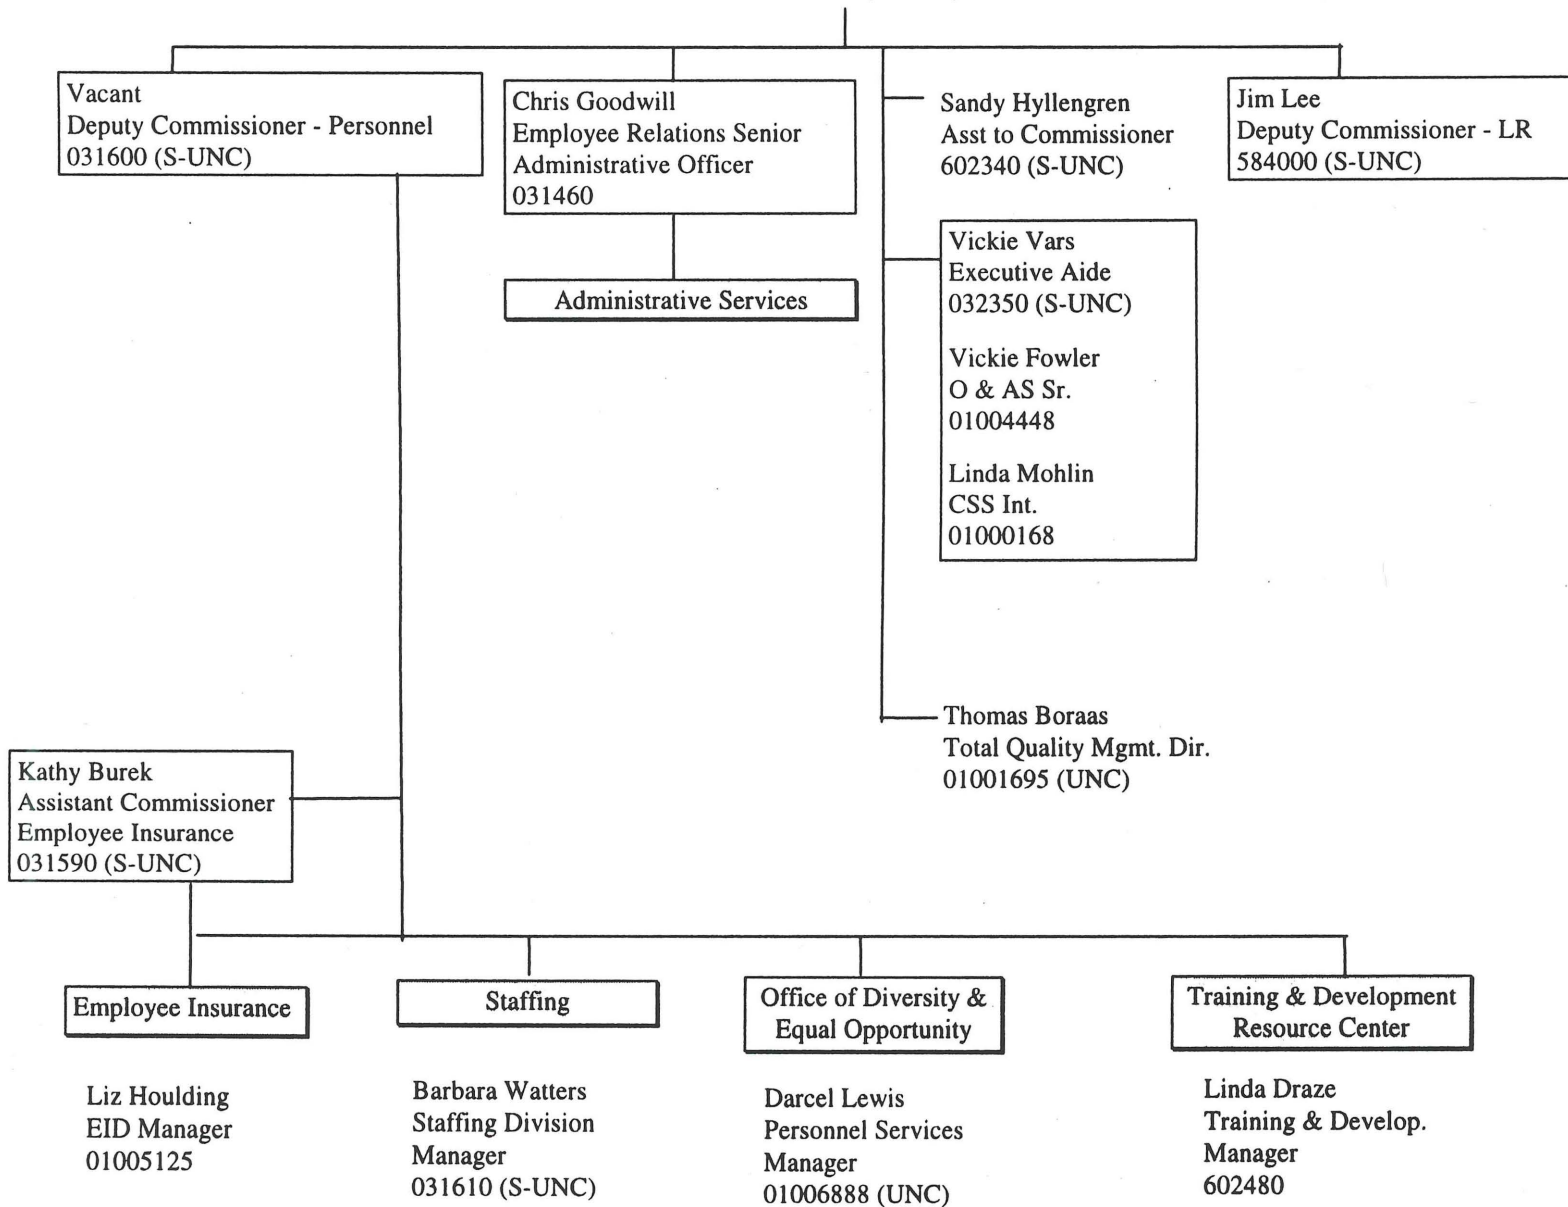 Vacant
Deputy Commissioner - Personnel
031600 (S-UNC)
Chris Goodwill
Employee Relations Senior
Administrative Officer
031460
Administrative Services
Sandy Hyllengren
Asst to Commissioner
602340 (S-UNC)
Jim Lee
Deputy Commissioner - LR
584000 (S-UNC)
Vickie Vars
Executive Aide
032350 (S-UNC)
Vickie Fowler
O & AS Sr.
01004448
Linda Mohlin
CSS Int.
01000168
Thomas Boraas
Total Quality Mgmt. Dir.
01001695 (UNC)
Kathy Burek
Assistant Commissioner
Employee Insurance
031590 (S-UNC)
Employee Insurance
Liz Houlding
EID Manager
01005125
Staffing
Barbara Watters
Staffing Division
Manager
031610 (S-UNC)
Office of Diversity &
Equal Opportunity
Darcel Lewis
Personnel Services
Manager
01006888 (UNC)
Training & Development
Resource Center
Linda Draze
Training & Develop.
Manager
602480